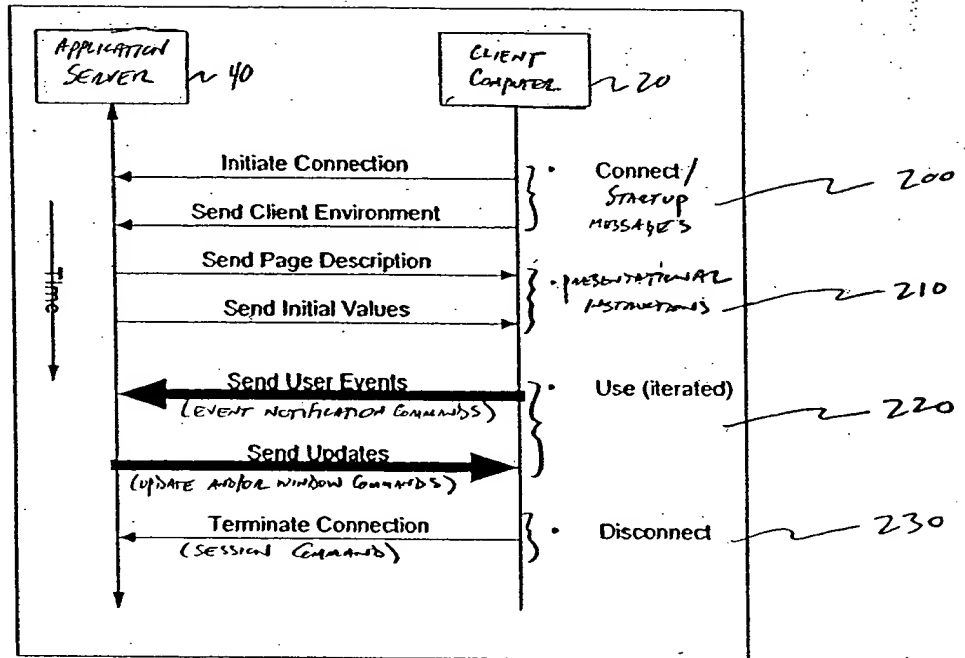 APPLICATION
SERVER
40
CLIENT
COMPUTER
20
Initiate Connection
Connect/
STARTUP
MESSAGES
200
Send Client Environment
Send Page Description
PRESENTATIONAL
INSTRUCTIONS
210
Send Initial Values
Time
Send User Events
(EVENT NOTIFICATION COMMANDS)
Use (iterated)
220
Send Updates
(UPDATE AND/OR WINDOW COMMANDS)
Terminate Connection
(SESSION COMMAND)
Disconnect
230